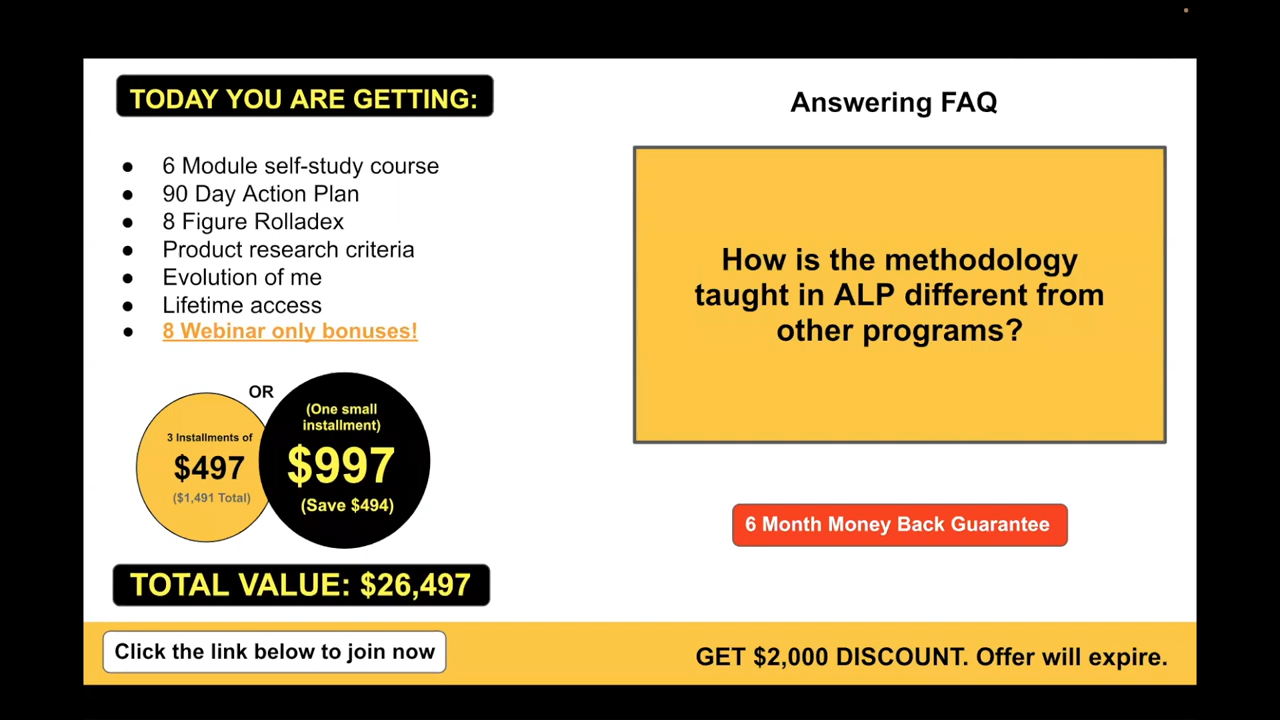 TODAY YOU ARE GETTING:
6 Module self-study course
90 Day Action Plan
8 Figure Rolladex
Product research criteria
Evolution of me
Lifetime access
8 Webinar only bonuses!
OR
3 Installments of
$497
($1,491 Total)
(One small
installment)
$997
(Save $494)
TOTAL VALUE: $26,497
Click the link below to join now
Answering FAQ
How is the methodology
taught in ALP different from
other programs?
6 Month Money Back Guarantee
GET $2,000 DISCOUNT. Offer will expire.